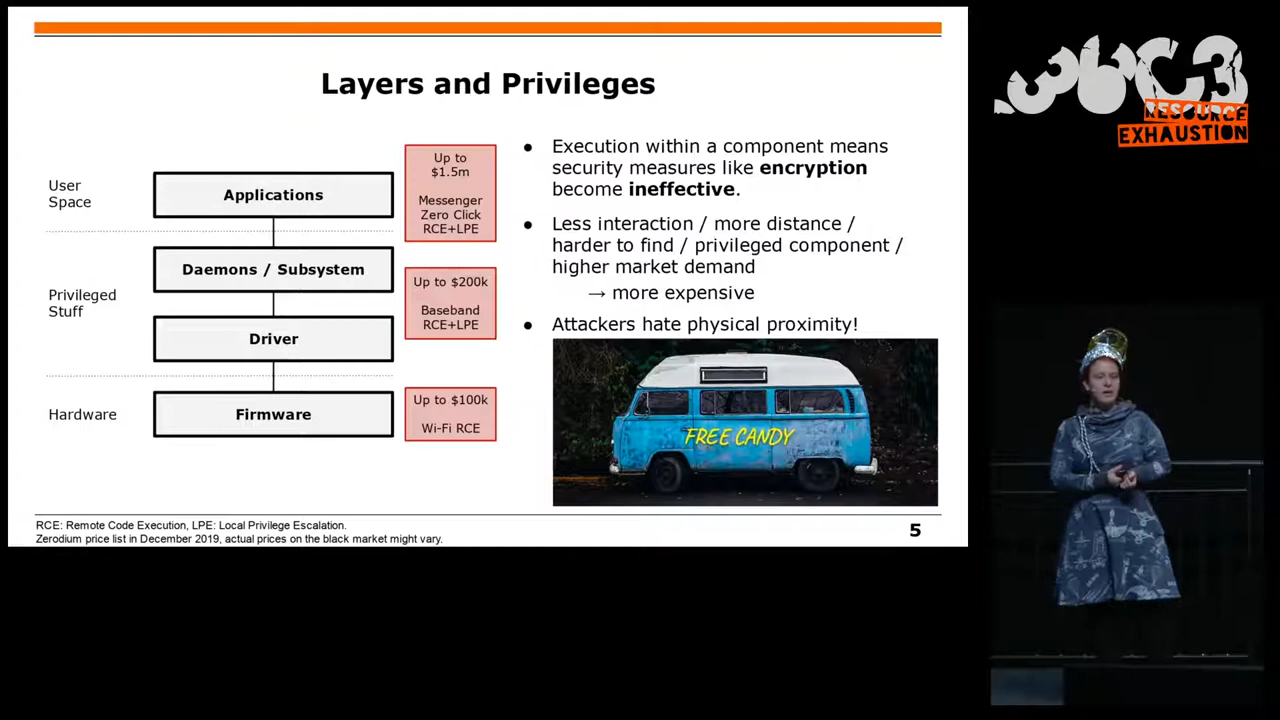 Layers and Privileges
User
Space
Applications
Up to
$1.5m
Messenger
Zero Click
RCE+LPE
Privileged
Stuff
Daemons / Subsystem
Driver
Up to $200k
Baseband
RCE+LPE
Hardware
Firmware
Up to $100k
Wi-Fi RCE
● Execution within a component means
security measures like encryption
become ineffective.
● Less interaction / more distance /
harder to find / privileged component /
higher market demand
→ more expensive
● Attackers hate physical proximity!
FREE CANDY
RCE: Remote Code Execution, LPE: Local Privilege Escalation.
Zerodium price list in December 2019, actual prices on the black market might vary.
5
36C3
RESOURCE
EXHAUSTION